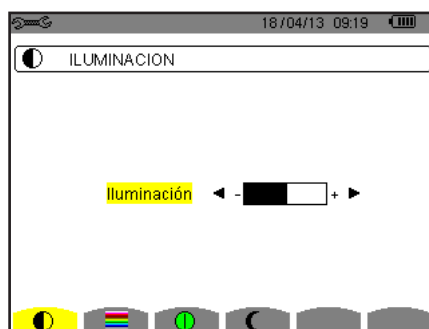 18/04/13 09:19
ILUMINACION
Iluminación ◄ - + ►